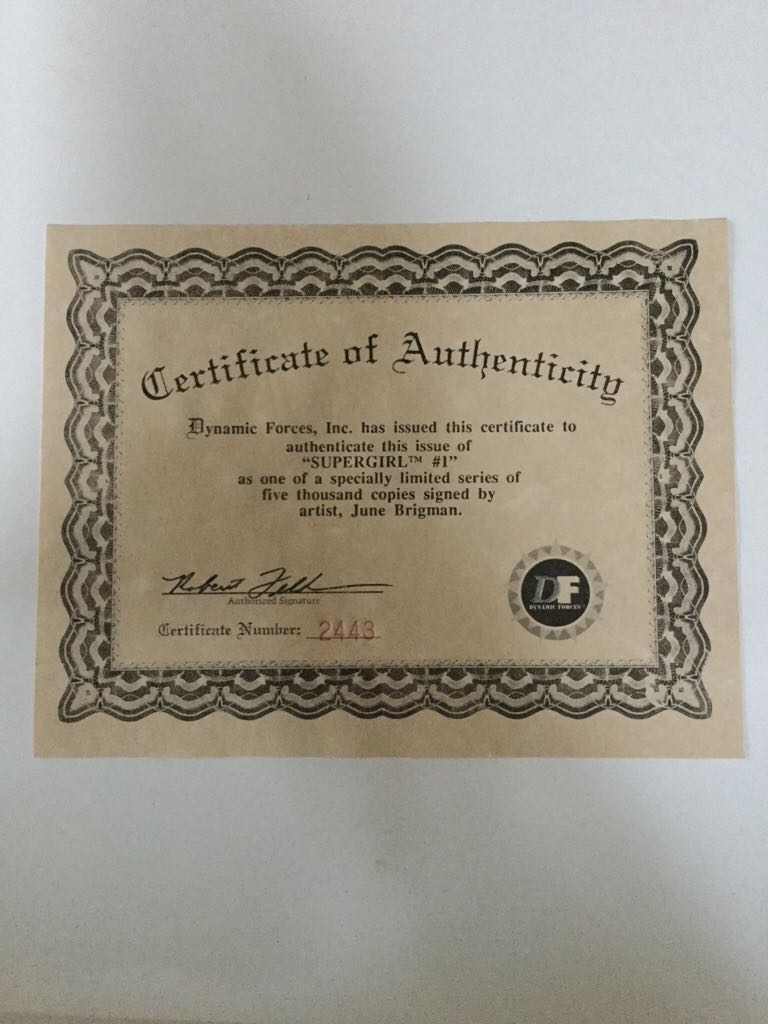 Certificate of Authenticity
Dynamic Forces, Inc. has issued this certificate to
authenticate this issue of
“SUPERGIRL™ #1”
as one of a specially limited series of
five thousand copies signed by
artist, June Brigman.
Robert
Authorized Signature
Certificate Number: 2443
DF
DYNAMIC FORCES